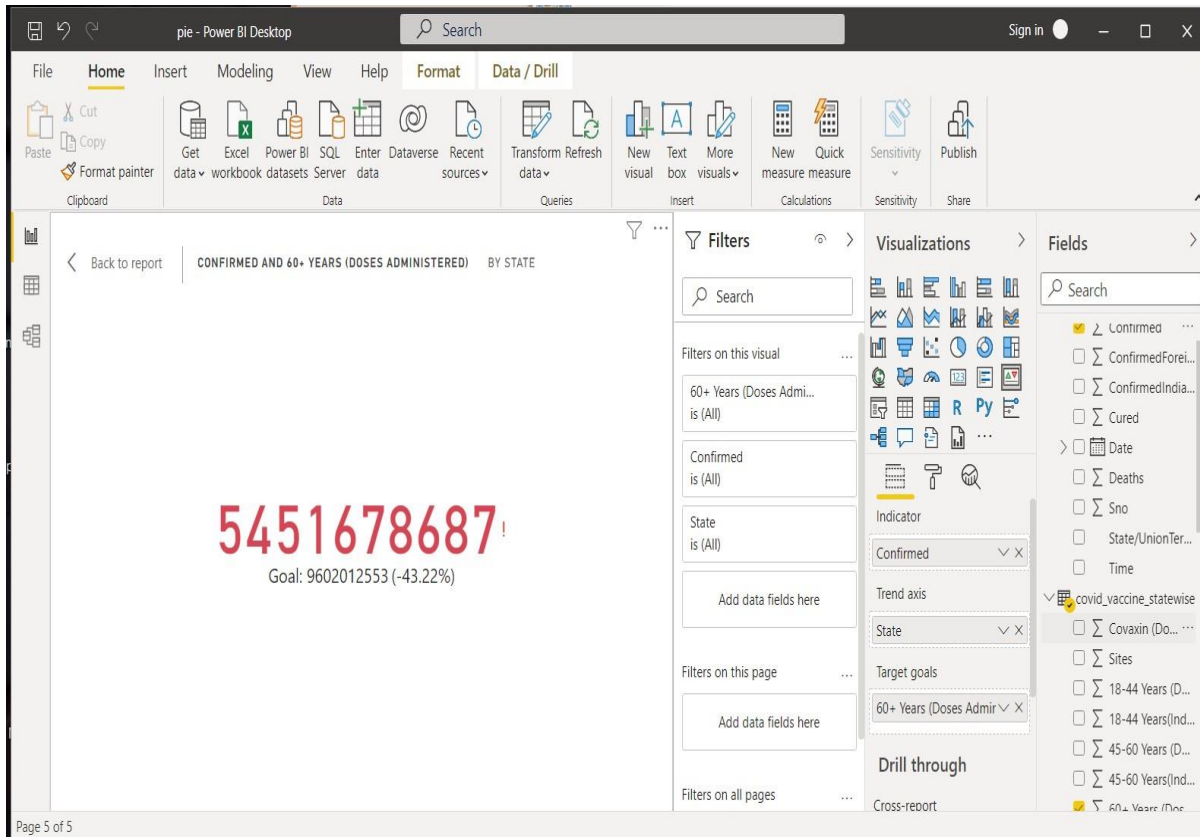 pie - Power BI Desktop
Search
Sign in
File Home Insert Modeling View Help Format Data / Drill
Paste
Cut
Copy
Format painter
Clipboard
Get data
Excel workbook
Power BI datasets
SQL Server
Enter data
Dataverse
Recent sources
Data
Transform data
Refresh
Queries
New visual
Text box
More visuals
Insert
New measure
Quick measure
Calculations
Sensitivity
Sensitivity
Publish
Share
Back to report
CONFIRMED AND 60+ YEARS (DOSES ADMINISTERED) BY STATE
5451678687!
Goal: 9602012553 (-43.22%)
Filters
Search
Filters on this visual ...
60+ Years (Doses Admi...
is (All)
Confirmed
is (All)
State
is (All)
Add data fields here
Filters on this page ...
Add data fields here
Filters on all pages ...
Visualizations
123
R Py
...
Indicator
Confirmed
Trend axis
State
Target goals
60+ Years (Doses Admir
Drill through
Cross-report
Fields
Search
∑ Confirmed ...
∑ ConfirmedForei...
∑ ConfirmedIndia...
∑ Cured
Date
∑ Deaths
∑ Sno
State/UnionTer...
Time
covid_vaccine_statewise
∑ Covaxin (Do... ...
∑ Sites
∑ 18-44 Years (D...
∑ 18-44 Years(Ind...
∑ 45-60 Years (D...
∑ 45-60 Years(Ind...
∑ 60+ Years (Dos
Page 5 of 5